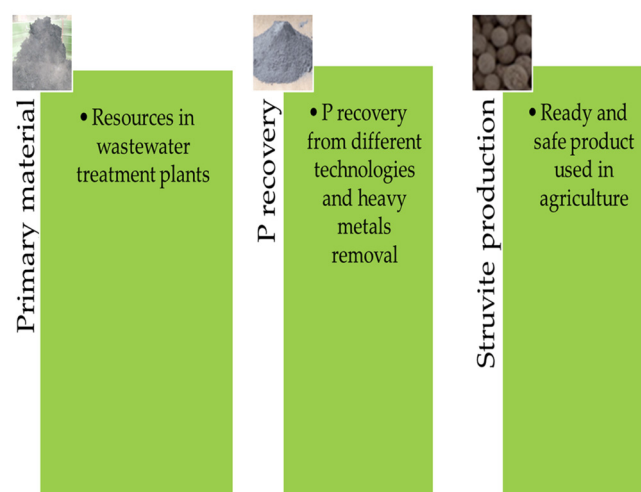 Primary material
• Resources in
wastewater
treatment plants
P recovery
• P recovery
from different
technologies
and heavy
metals
removal
Struvite production
• Ready and
safe product
used in
agriculture